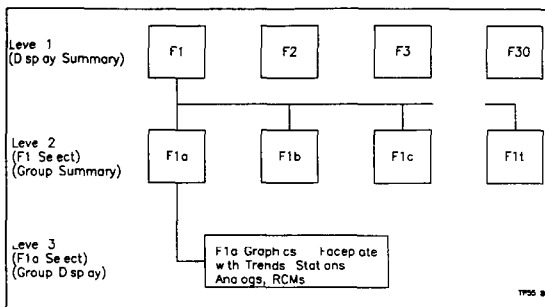 Leve 1
(D sp ay Summary)
F1
F2
F3
F30
Leve 2
(F1 Se ect)
(Group Summary)
F1a
F1b
F1c
F1t
Leve 3
(F1a Se ect)
(Group D sp ay)
F1a Graph cs Facep ate
w th Trends Stat ons
Ana ogs, RCMs